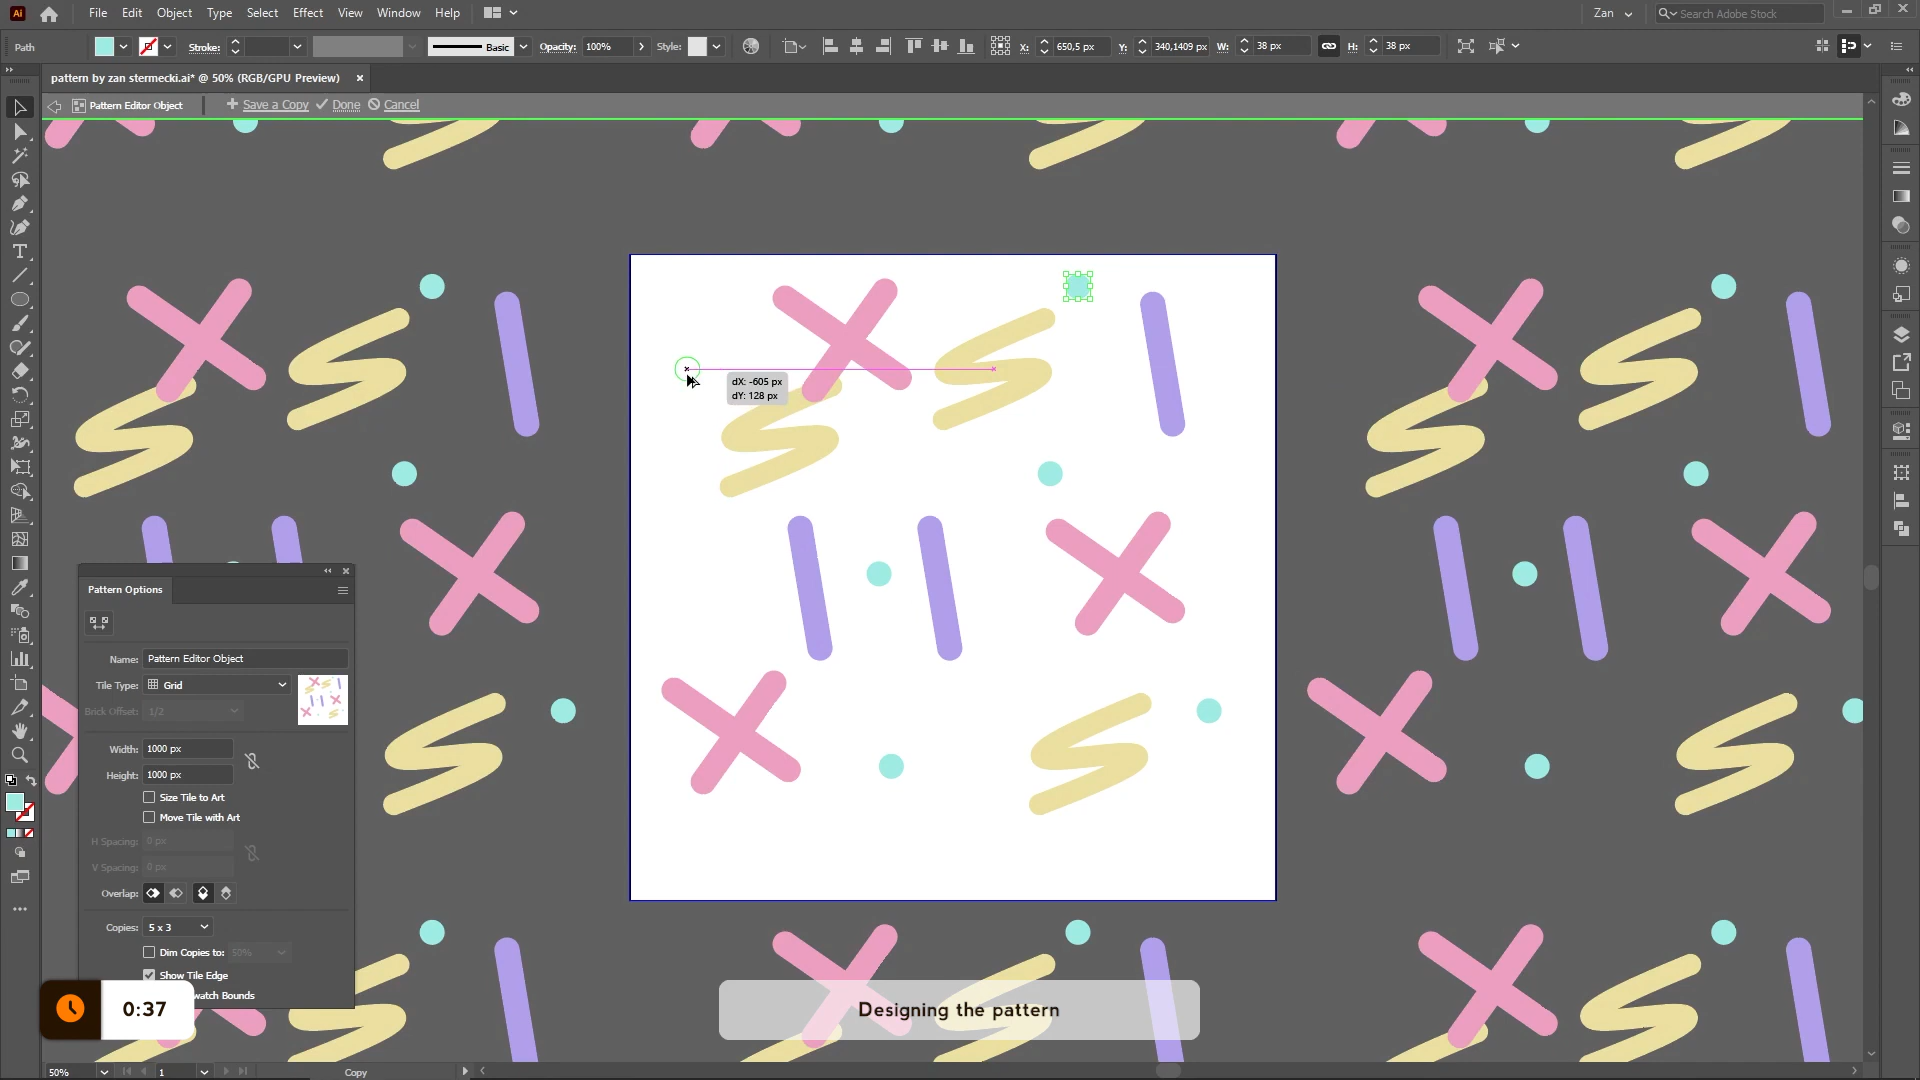 Ai File Edit Object Type Select Effect View Window Help Zan Search Adobe Stock
Path Stroke: Basic Opacity: 100% Style: X: 650,5 px Y: 340,1409 px W: 38 px H: 38 px
pattern by zan stermecki.ai* @ 50% (RGB/GPU Preview)
Pattern Editor Object Save a Copy Done Cancel
dX: -605 px
dY: 128 px
Pattern Options
Name: Pattern Editor Object
Tile Type: Grid
Brick Offset: 1/2
Width: 1000 px
Height: 1000 px
Size Tile to Art
Move Tile with Art
H Spacing: 0 px
V Spacing: 0 px
Overlap:
Copies: 5 x 3
Dim Copies to: 50%
Show Tile Edge
watch Bounds
0:37
Designing the pattern
50% 1 Copy